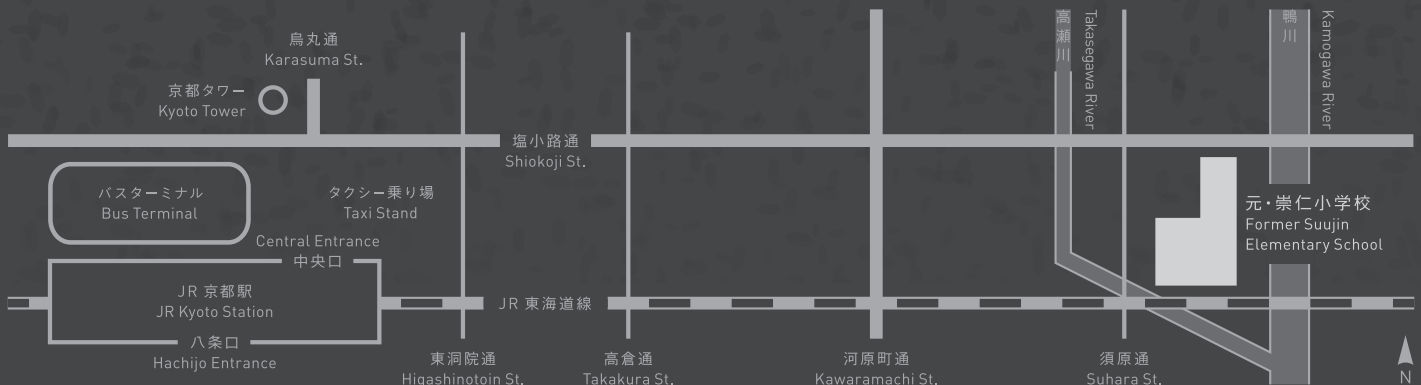 烏丸通
Karasuma St.
京都タワー
Kyoto Tower
高瀬川
Takasegawa River
鴨川
Kamogawa River
塩小路通
Shiokoji St.
バスターミナル
Bus Terminal
タクシー乗り場
Taxi Stand
元・崇仁小学校
Former Suujin
Elementary School
Central Entrance
中央口
JR 京都駅
JR Kyoto Station
JR 東海道線
八条口
Hachijo Entrance
東洞院通
Higashinotoin St.
高倉通
Takakura St.
河原町通
Kawaramachi St.
須原通
Suhara St.
N